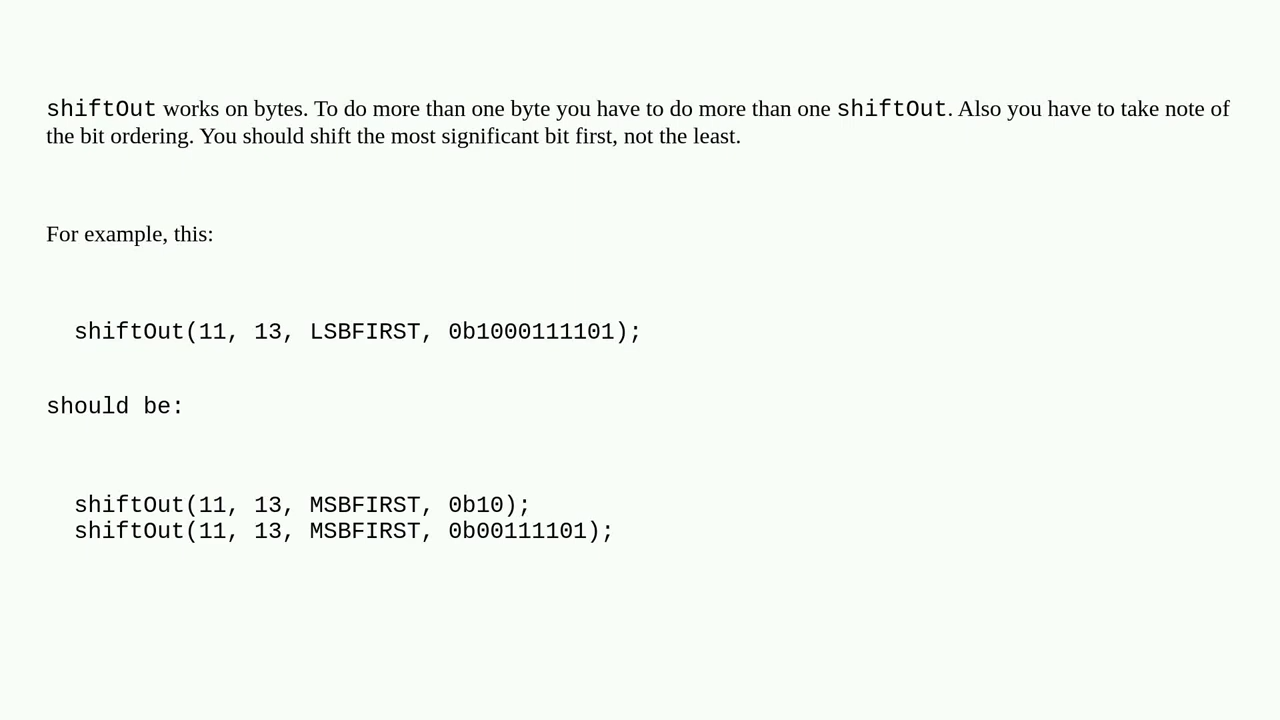 shiftOut works on bytes. To do more than one byte you have to do more than one shiftOut. Also you have to take note of
the bit ordering. You should shift the most significant bit first, not the least.
For example, this:
shiftOut(11, 13, LSBFIRST, 0b1000111101);
should be:
shiftOut(11, 13, MSBFIRST, 0b10);
shiftOut(11, 13, MSBFIRST, 0b00111101);